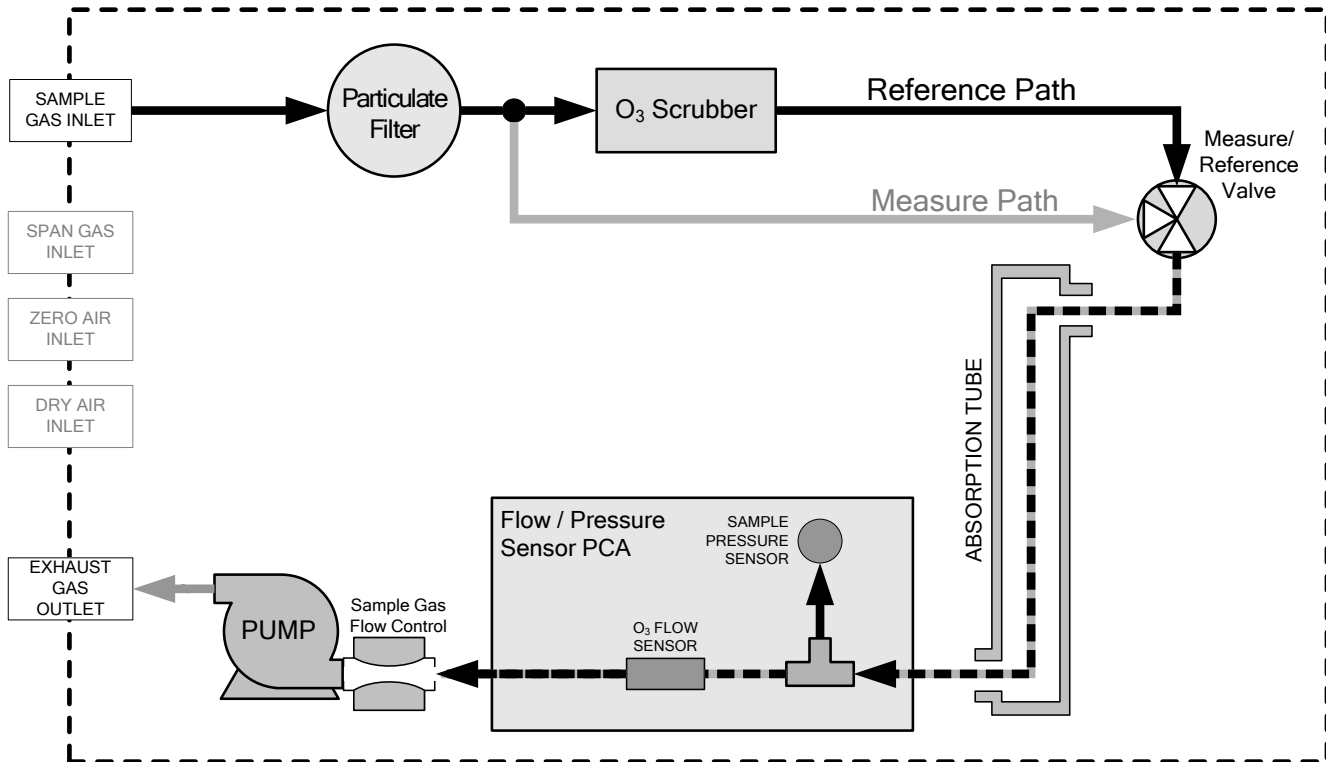 SAMPLE
GAS INLET
Particulate
Filter
O₃ Scrubber
Reference Path
Measure/
Reference
Valve
Measure Path
SPAN GAS
INLET
ZERO AIR
INLET
DRY AIR
INLET
ABSORPTION TUBE
Flow / Pressure
Sensor PCA
SAMPLE
PRESSURE
SENSOR
EXHAUST
GAS
OUTLET
PUMP
Sample Gas
Flow Control
O₃ FLOW
SENSOR